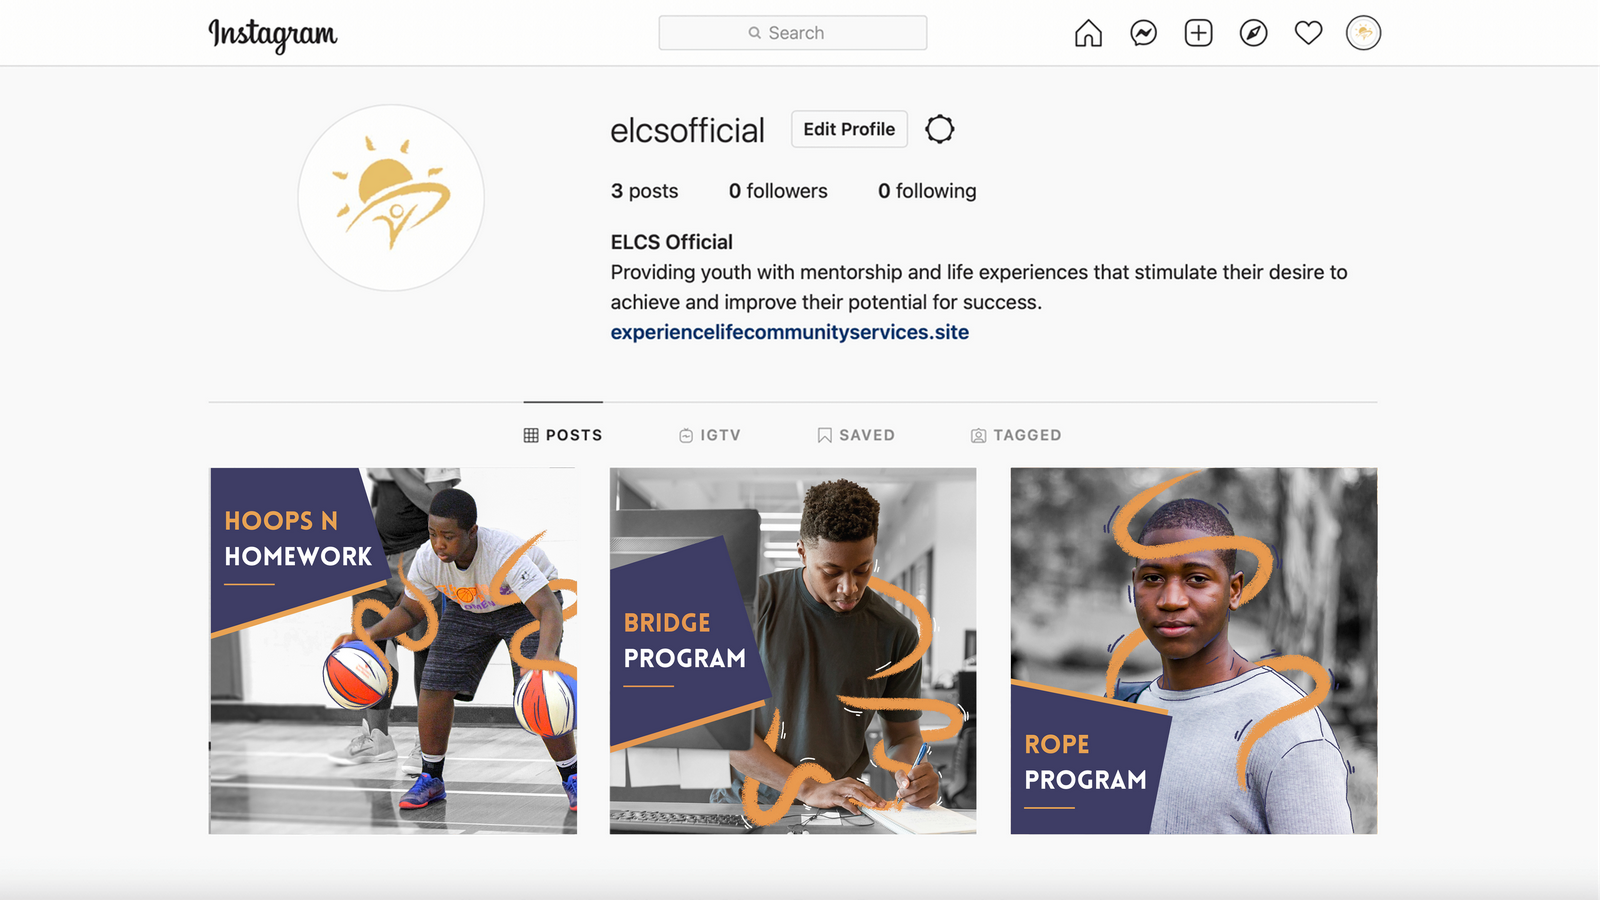 Instagram
Search
elcsofficial
Edit Profile
3 posts
0 followers
0 following
ELCS Official
Providing youth with mentorship and life experiences that stimulate their desire to
achieve and improve their potential for success.
experiencelifecommunityservices.site
POSTS
IGTV
SAVED
TAGGED
HOOPS N
HOMEWORK
BRIDGE
PROGRAM
ROPE
PROGRAM